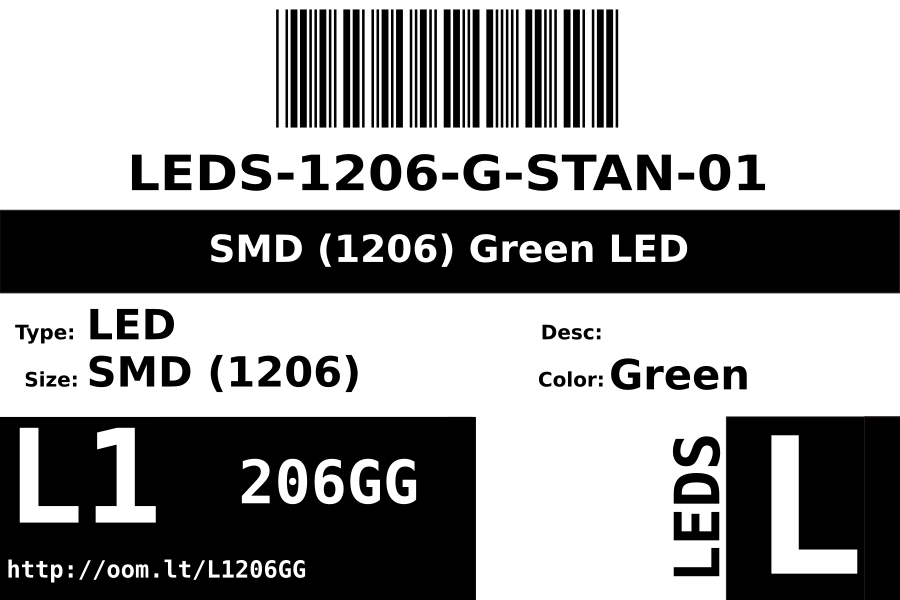 LEDS-1206-G-STAN-01
SMD (1206) Green LED
Type: LED
Desc:
Size: SMD (1206)
Color: Green
L1 206GG
http://oom.lt/L1206GG
LEDS
L